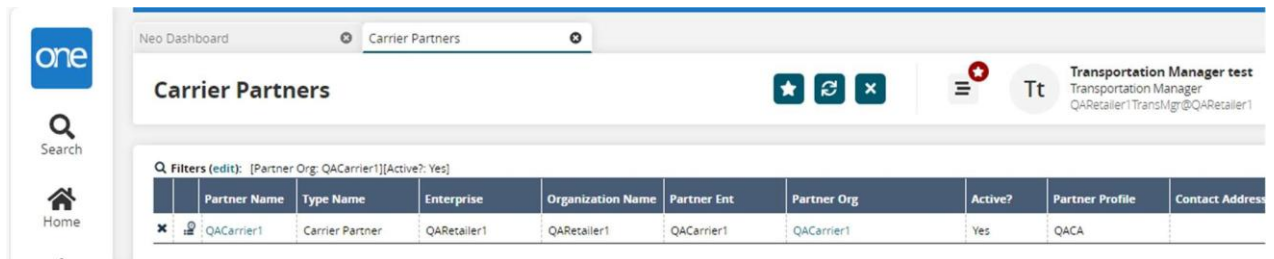 one
Search
Home
Neo Dashboard Carrier Partners
Carrier Partners
Tt
Transportation Manager test
Transportation Manager
QARetailer1TransMgr@QARetailer1
Filters (edit): [Partner Org: QACarrier1][Active?: Yes]
Partner Name Type Name Enterprise Organization Name Partner Ent Partner Org Active? Partner Profile Contact Address
QACarrier1 Carrier Partner QARetailer1 QARetailer1 QACarrier1 QACarrier1 Yes QACA